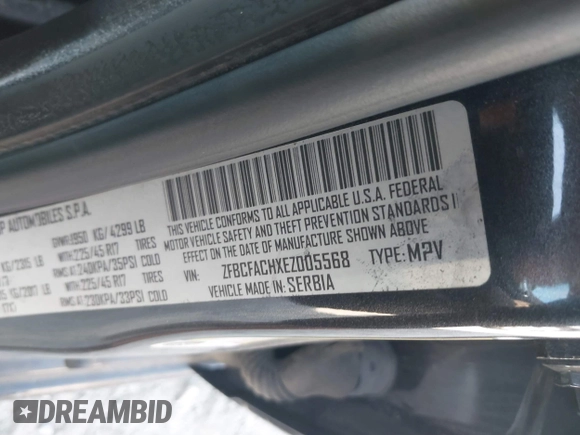 P AUTOMOBILES S.P.A.
KG/ 4299 LB
WITH 225/45 R17 TIRES
RIMS AT 240KPA/35PSI COLD
WITH 225/45 R17 TIRES
RIMS AT 230KPA/33PSI COLD
THIS VEHICLE CONFORMS TO ALL APPLICABLE U.S.A. FEDERAL
MOTOR VEHICLE SAFETY AND THEFT PREVENTION STANDARDS I
EFFECT ON THE DATE OF MANUFACTURE SHOWN ABOVE.
VIN: ZFBCFACHXEZ005568 TYPE: MPV
VEHICLE MADE IN: SERBIA
DREAMBID